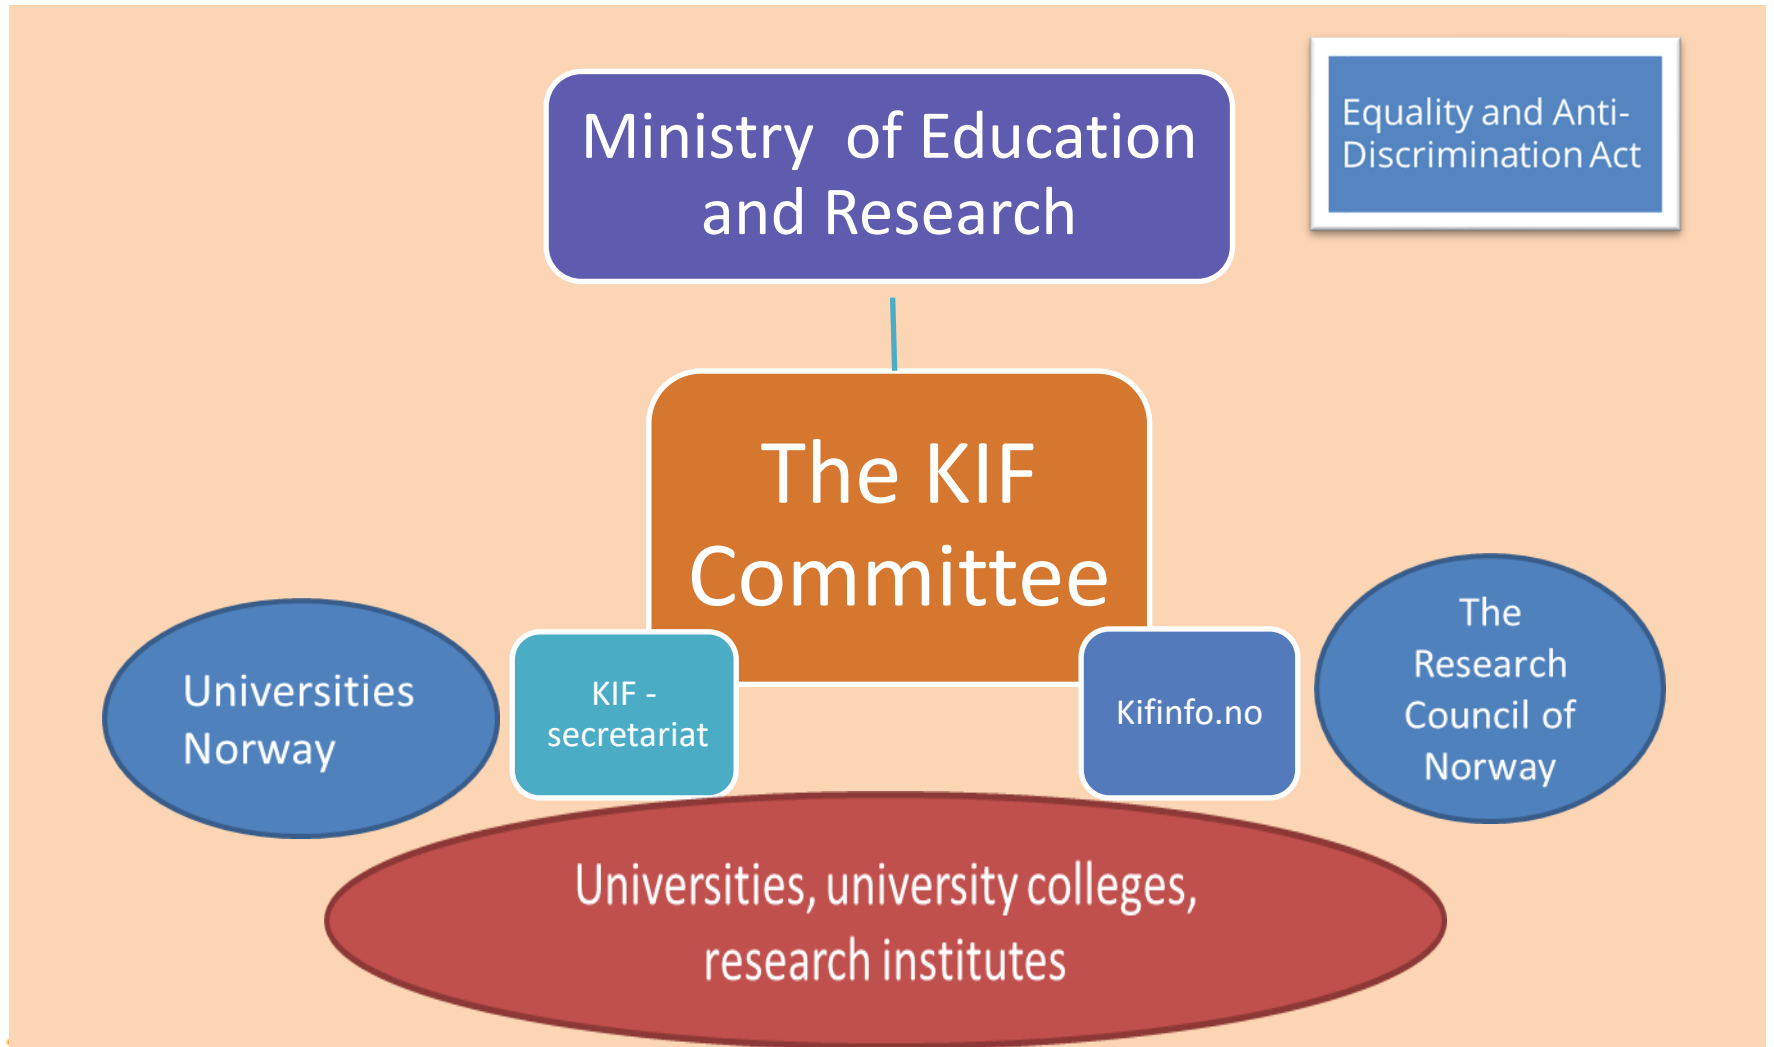 Ministry of Education
and Research
Equality and Anti-
Discrimination Act
The KIF
Committee
Universities
Norway
KIF -
secretariat
Kifinfo.no
The
Research
Council of
Norway
Universities, university colleges,
research institutes